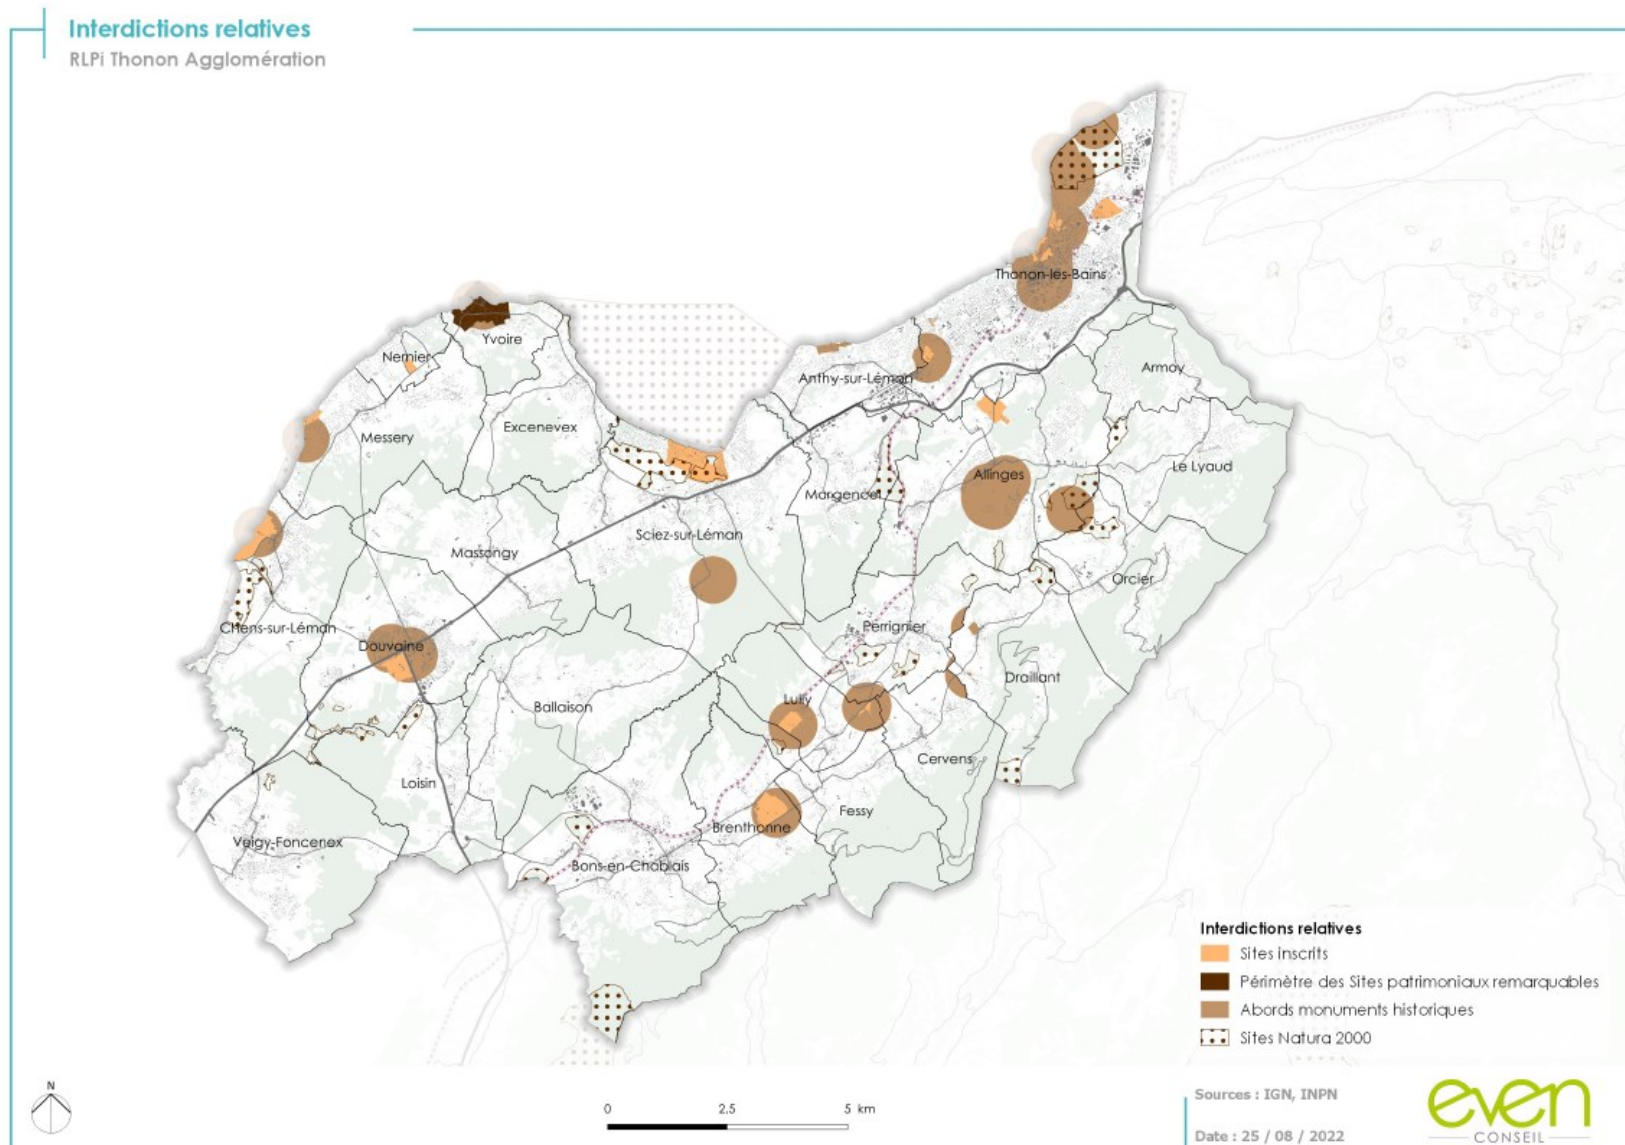 Interdictions relatives
RLPi Thonon Agglomération
Thonon-les-Bains
Yvoire
Nernier
Anthy-sur-Léman
Armoy
Messery
Excenevex
Le Lyaud
Allinges
Margencel
Sciez-sur-Léman
Massongy
Orcier
Chens-sur-Léman
Perrignier
Douvaine
Draillant
Lully
Ballaison
Cervens
Loisin
Fessy
Brenthonne
Veigy-Foncenex
Bons-en-Chablais
Interdictions relatives
Sites inscrits
Périmètre des Sites patrimoniaux remarquables
Abords monuments historiques
Sites Natura 2000
N
0 2,5 5 km
Sources : IGN, INPN
Date : 25 / 08 / 2022
even
CONSEIL